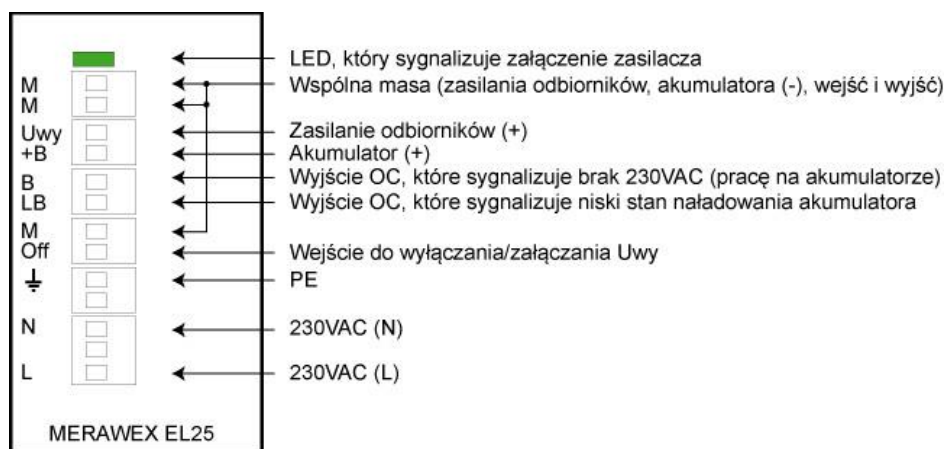 LED, który sygnalizuje załączenie zasilacza
M Wspólna masa (zasilania odbiorników, akumulatora (-), wejść i wyjść)
M
Uwy Zasilanie odbiorników (+)
+B Akumulator (+)
B Wyjście OC, które sygnalizuje brak 230VAC (pracę na akumulatorze)
LB Wyjście OC, które sygnalizuje niski stan naładowania akumulatora
M
Off Wejście do wyłączania/załączania Uwy
PE
N 230VAC (N)
L 230VAC (L)
MERAWEX EL25